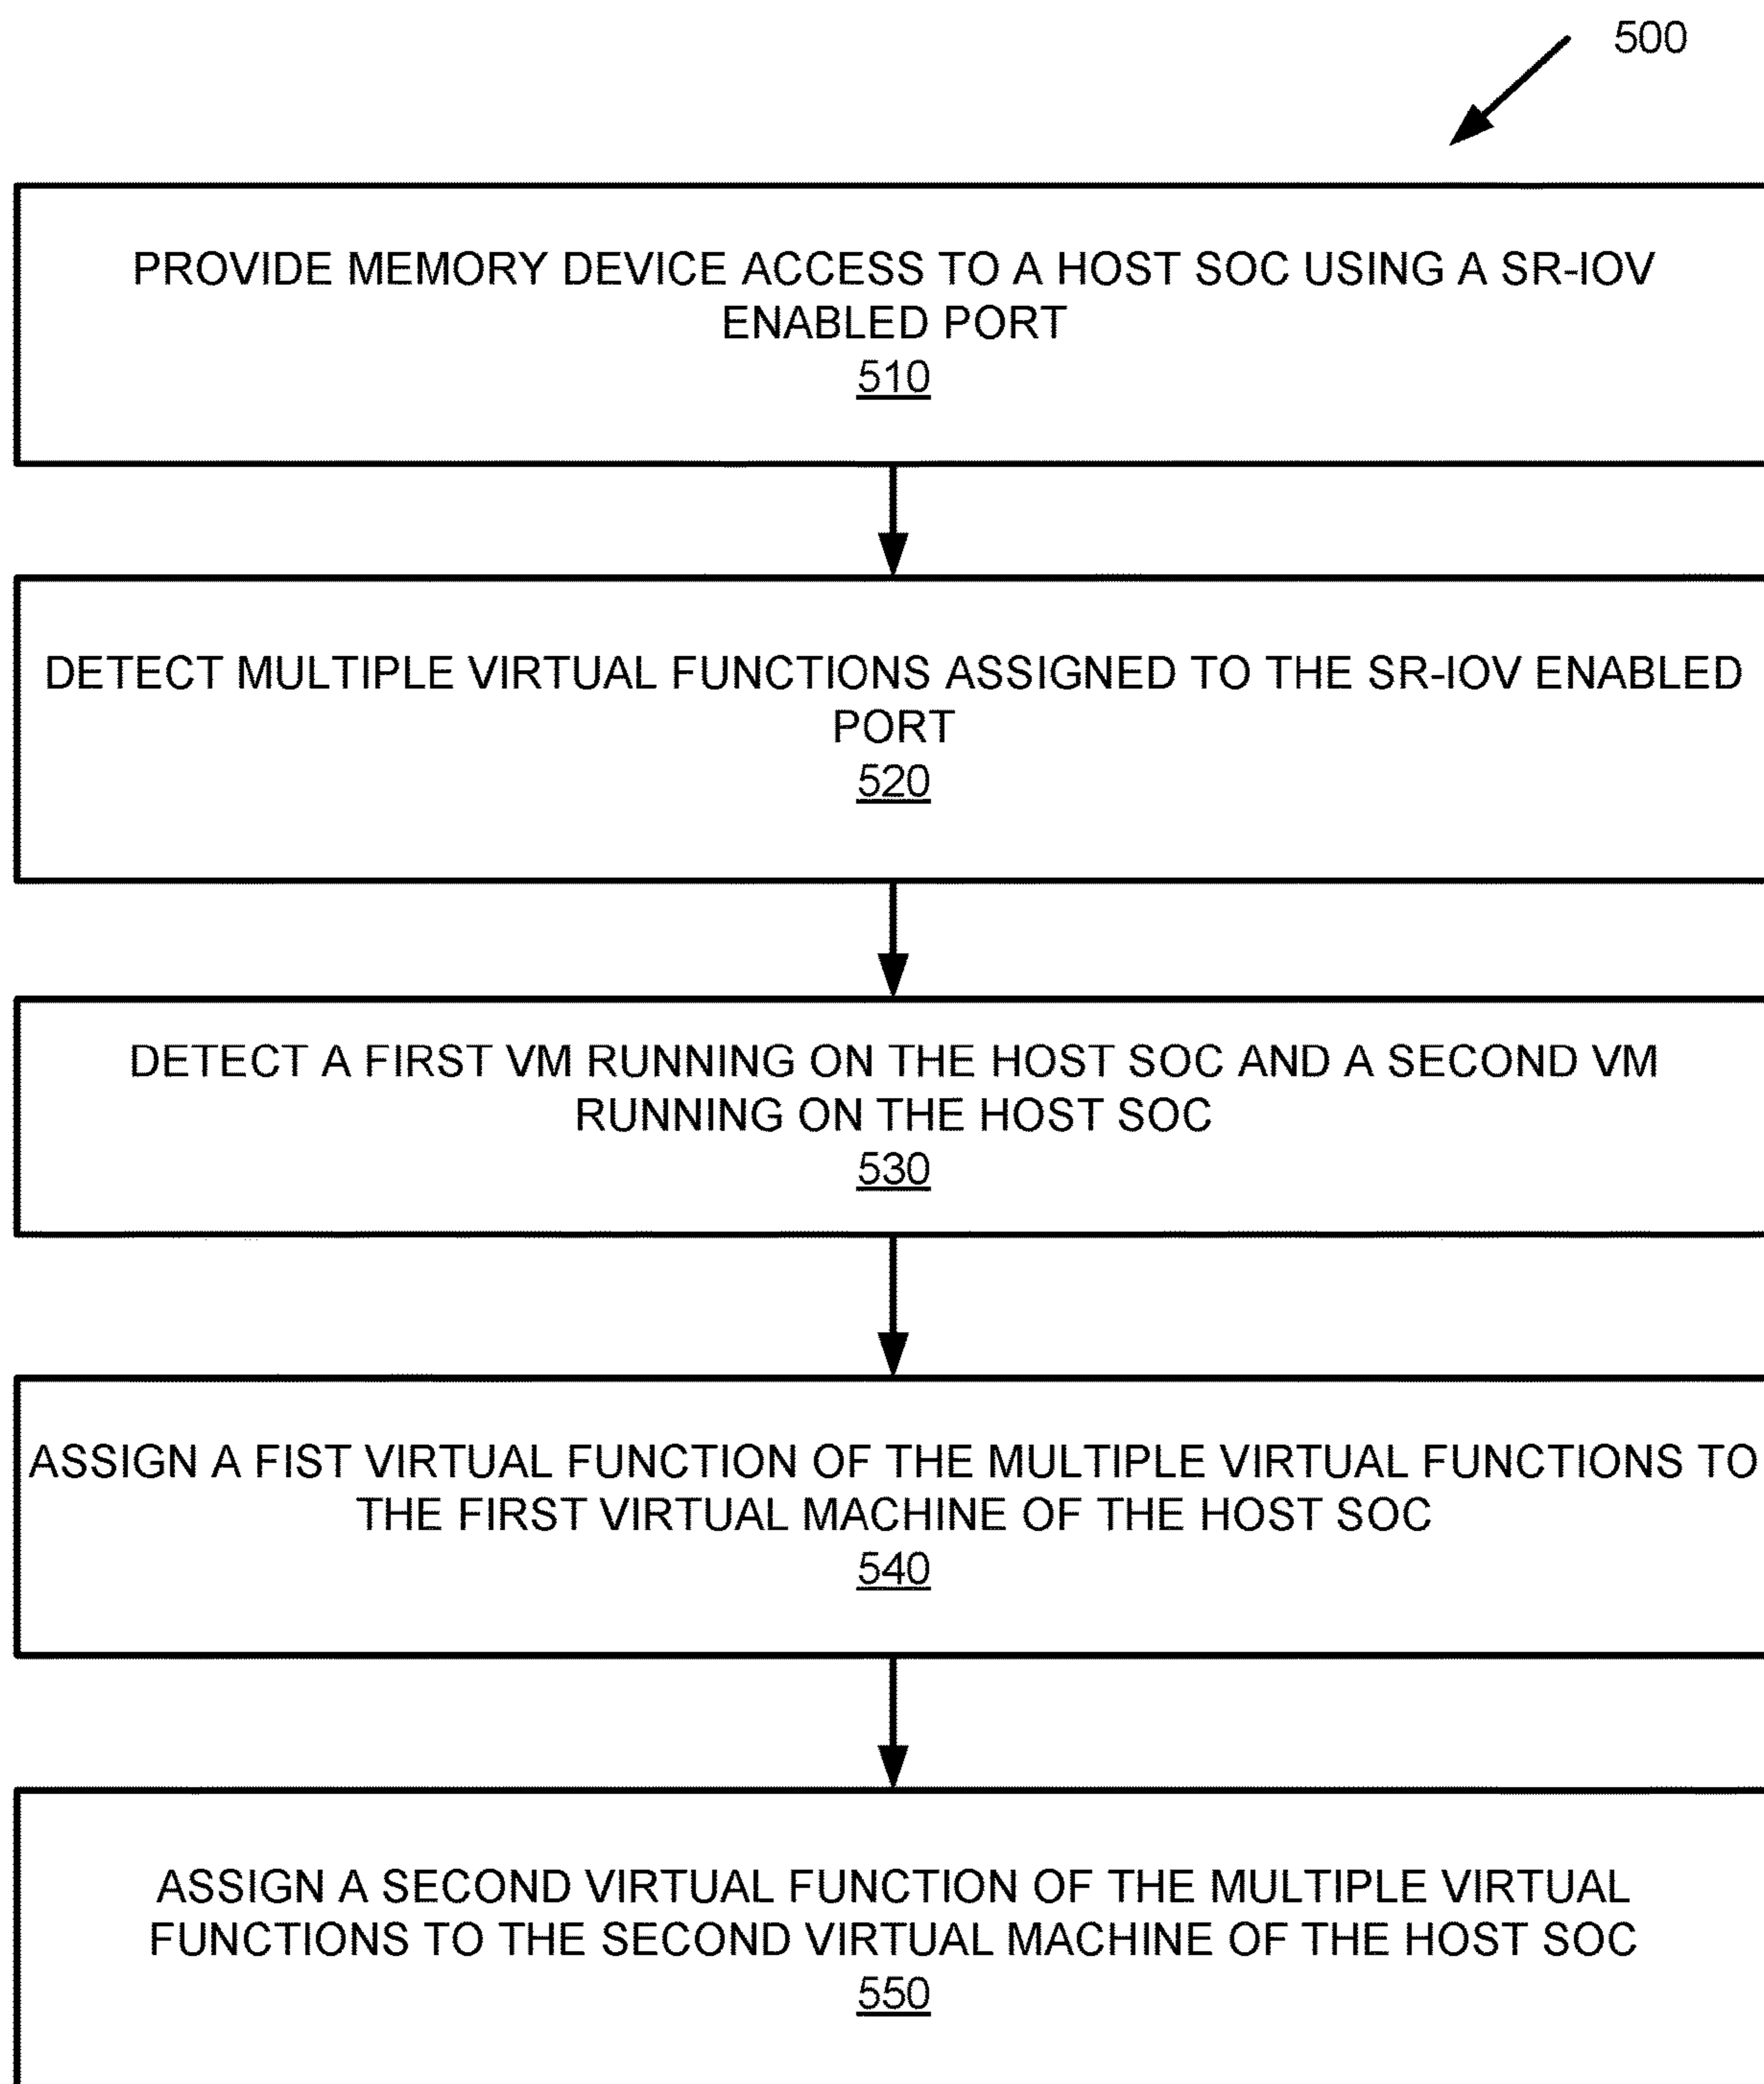 500
PROVIDE MEMORY DEVICE ACCESS TO A HOST SOC USING A SR-IOV
ENABLED PORT
510
DETECT MULTIPLE VIRTUAL FUNCTIONS ASSIGNED TO THE SR-IOV ENABLED
PORT
520
DETECT A FIRST VM RUNNING ON THE HOST SOC AND A SECOND VM
RUNNING ON THE HOST SOC
530
ASSIGN A FIST VIRTUAL FUNCTION OF THE MULTIPLE VIRTUAL FUNCTIONS TO
THE FIRST VIRTUAL MACHINE OF THE HOST SOC
540
ASSIGN A SECOND VIRTUAL FUNCTION OF THE MULTIPLE VIRTUAL
FUNCTIONS TO THE SECOND VIRTUAL MACHINE OF THE HOST SOC
550